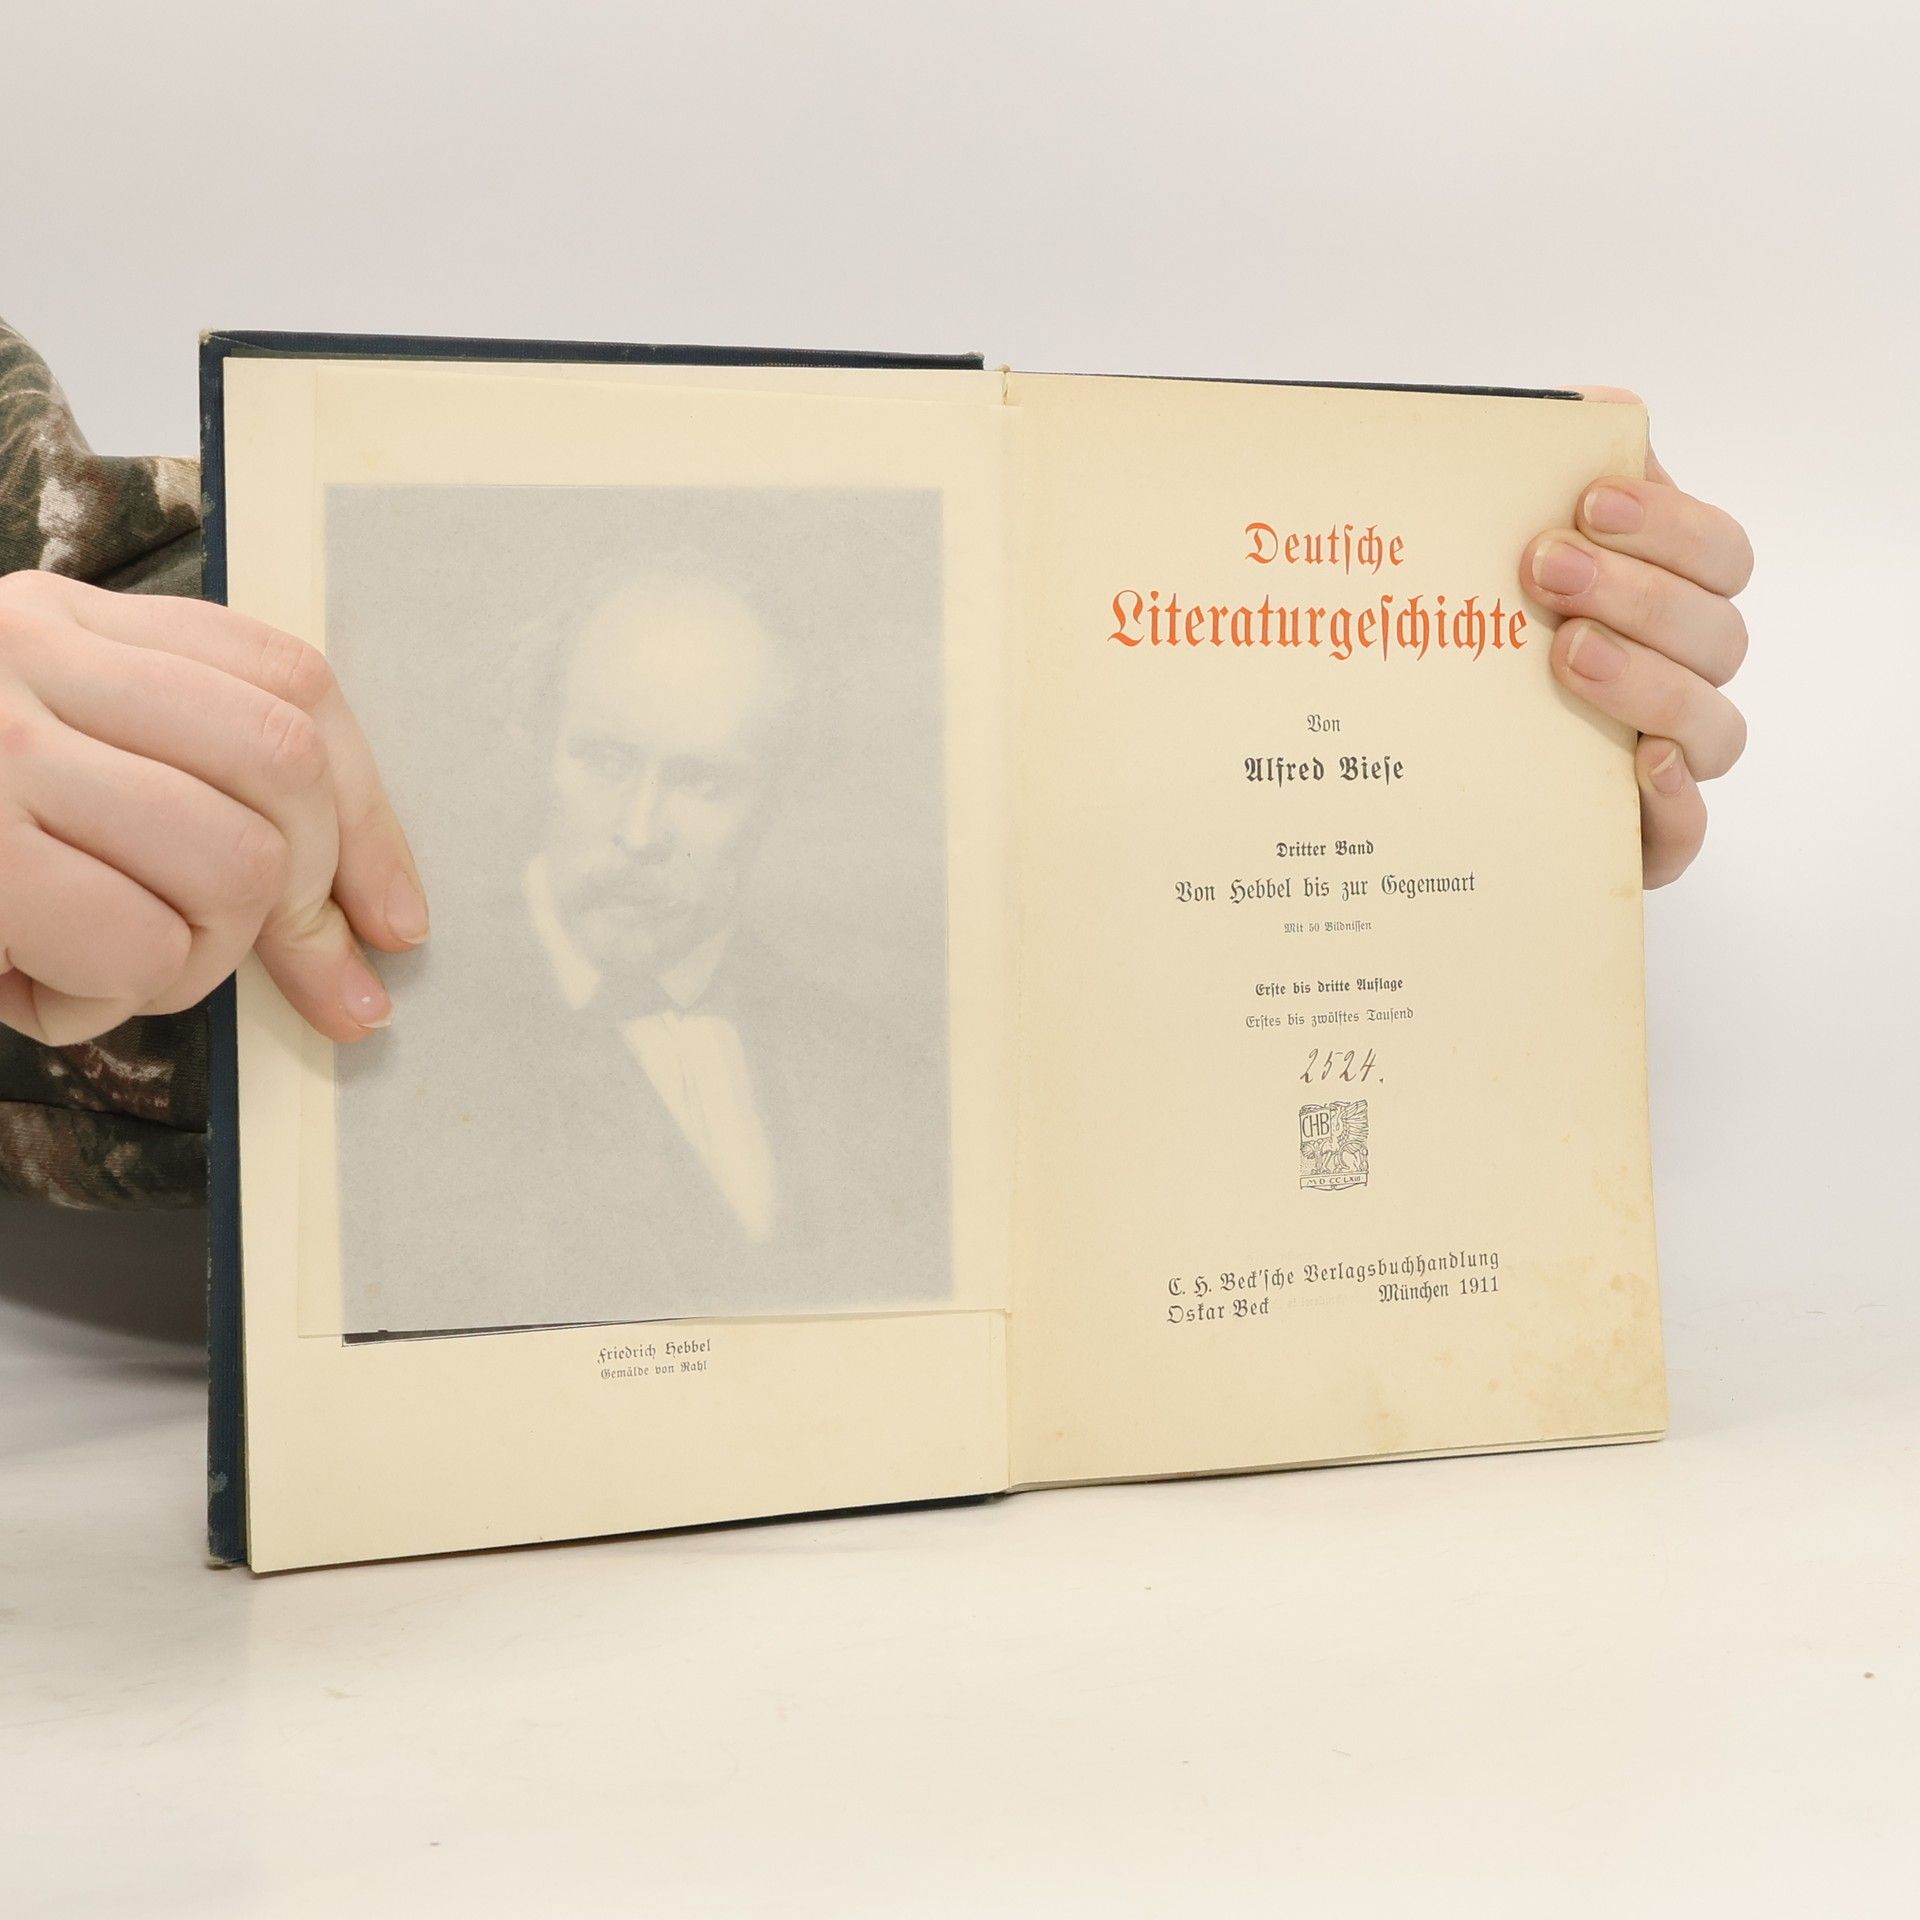 Friedrich Hebbel
Gemälde von Rahl
Deutſche
Literaturgeſchichte
Von
Alfred Bieſe
Dritter Band
Von Hebbel bis zur Gegenwart
Mit 50 Bildniſſen
Erſte bis dritte Auflage
Erſtes bis zwölftes Tauſend
2524.
CHB
MDCCLXIII
C. H. Beck'ſche Verlagsbuchhandlung
Oskar Beck München 1911